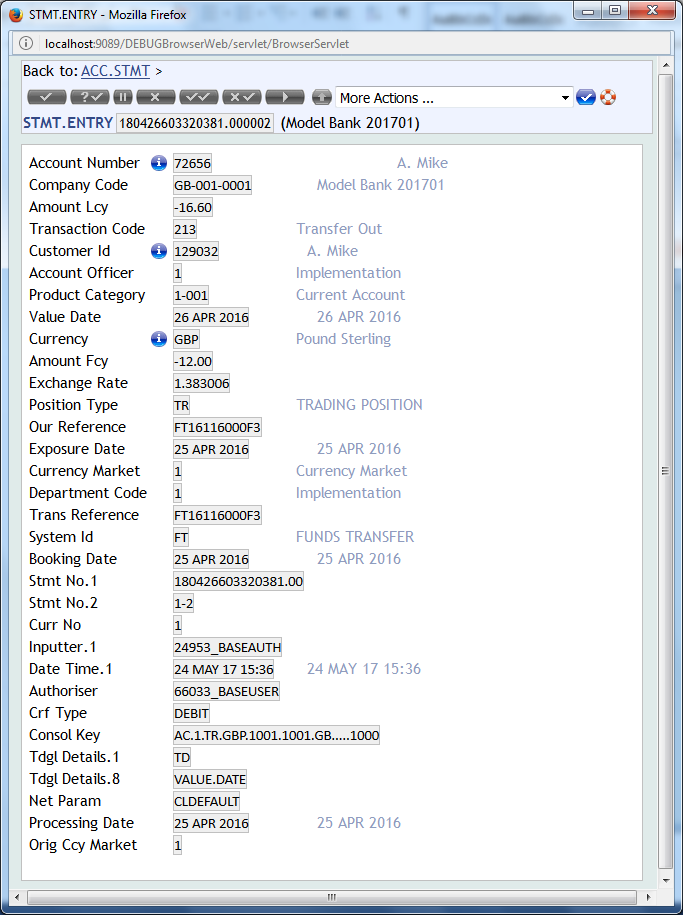 STMT.ENTRY - Mozilla Firefox
localhost:9089/DEBUGBrowserWeb/servlet/BrowserServlet
Back to: ACC.STMT >
More Actions ...
STMT.ENTRY 180426603320381.000002 (Model Bank 201701)
Account Number 72656 A. Mike
Company Code GB-001-0001 Model Bank 201701
Amount Lcy -16.60
Transaction Code 213 Transfer Out
Customer Id 129032 A. Mike
Account Officer 1 Implementation
Product Category 1-001 Current Account
Value Date 26 APR 2016 26 APR 2016
Currency GBP Pound Sterling
Amount Fcy -12.00
Exchange Rate 1.383006
Position Type TR TRADING POSITION
Our Reference FT16116000F3
Exposure Date 25 APR 2016 25 APR 2016
Currency Market 1 Currency Market
Department Code 1 Implementation
Trans Reference FT16116000F3
System Id FT FUNDS TRANSFER
Booking Date 25 APR 2016 25 APR 2016
Stmt No.1 180426603320381.00
Stmt No.2 1-2
Curr No 1
Inputter.1 24953_BASEAUTH
Date Time.1 24 MAY 17 15:36 24 MAY 17 15:36
Authoriser 66033_BASEUSER
Crf Type DEBIT
Consol Key AC.1.TR.GBP.1001.1001.GB.....1000
Tdgl Details.1 TD
Tdgl Details.8 VALUE.DATE
Net Param CLDEFAULT
Processing Date 25 APR 2016 25 APR 2016
Orig Ccy Market 1